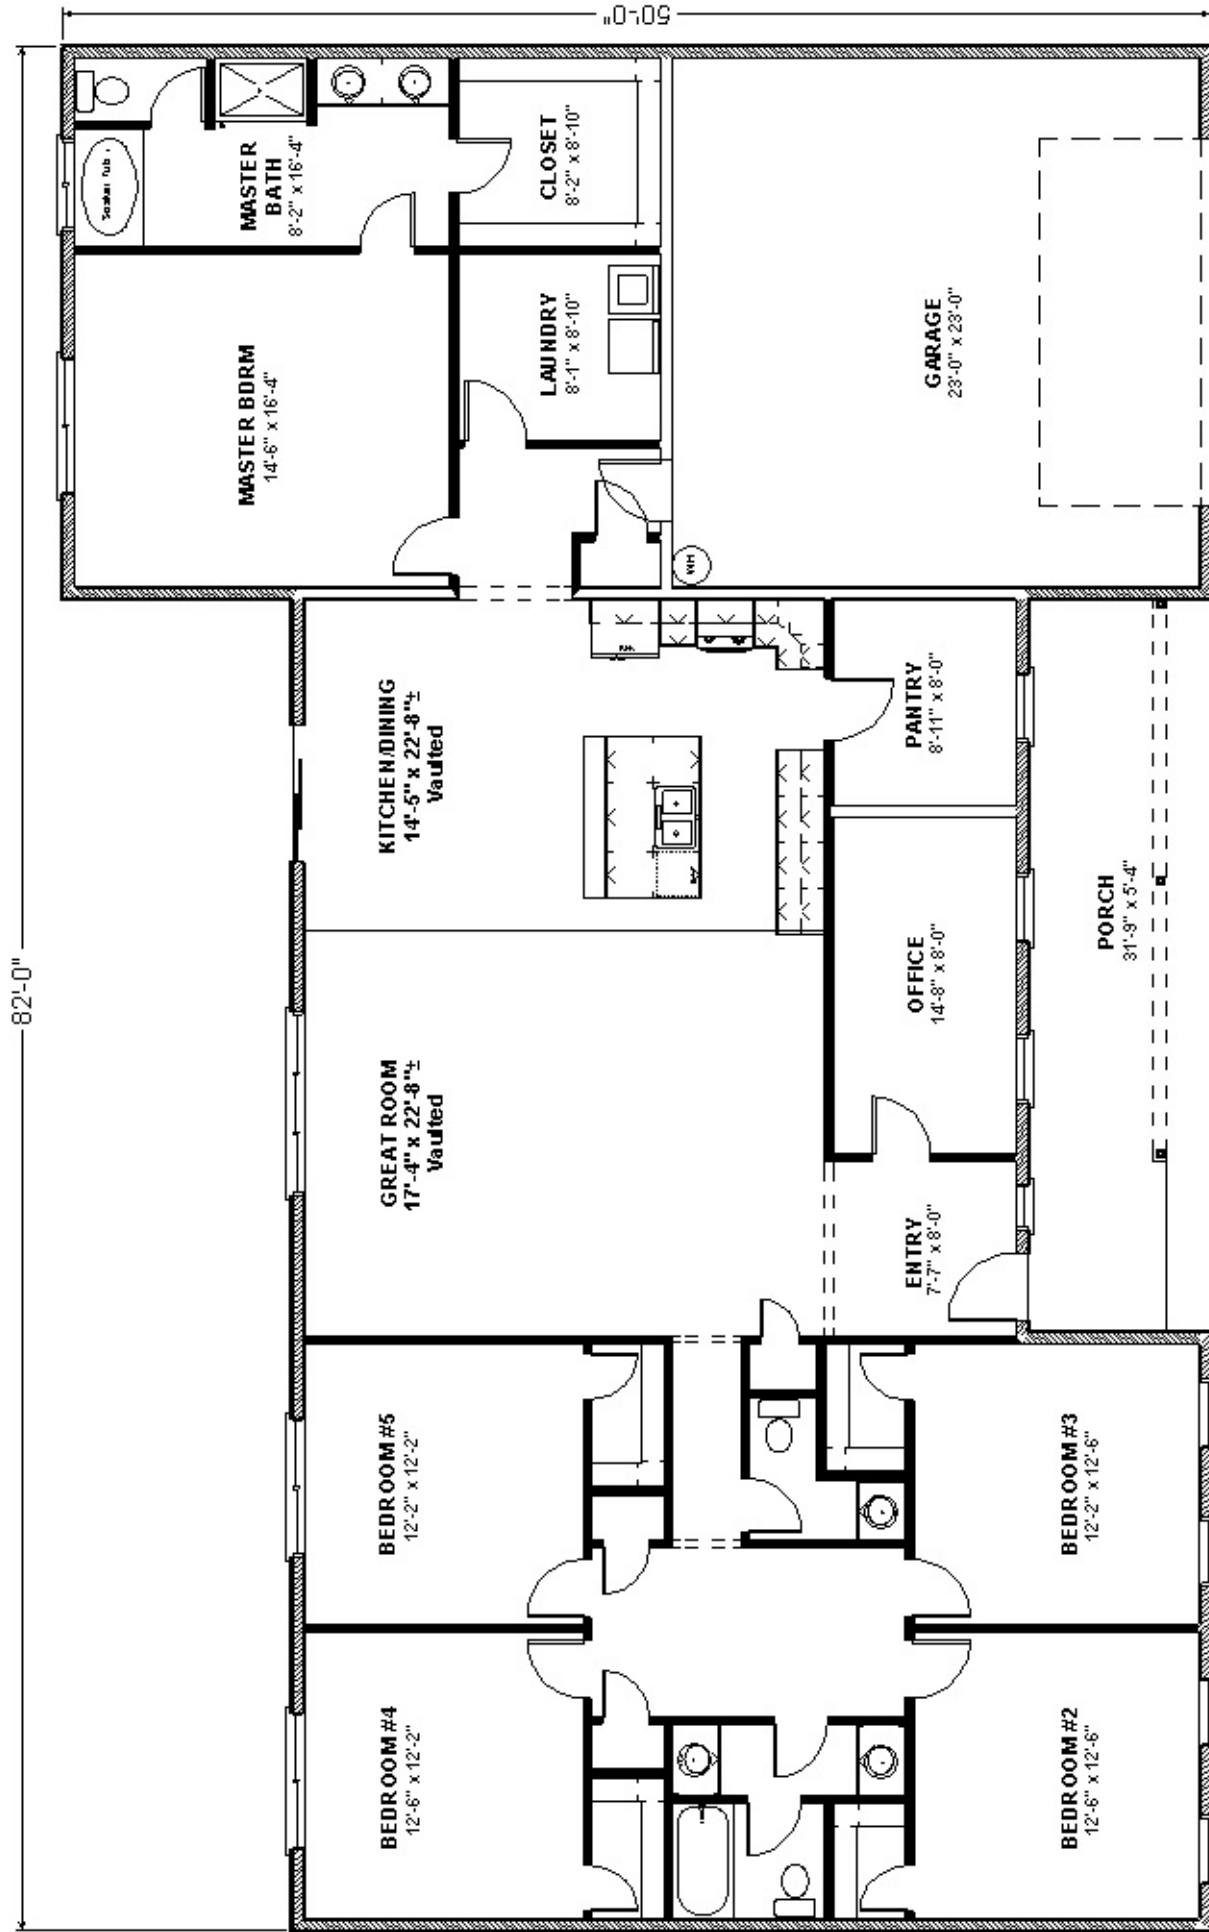 50'-0"
82'-0"
MASTER
BATH
8'-2" x 16'-4"
CLOSET
8'-2" x 8'-10"
MASTER BDRM
14'-6" x 16'-4"
LAUNDRY
8'-1" x 8'-10"
GARAGE
23'-0" x 23'-0"
WH
KITCHEN/DINING
14'-5" x 22'-8"±
Vaulted
PANTRY
8'-11" x 8'-0"
GREAT ROOM
17'-4" x 22'-8"±
Vaulted
OFFICE
14'-8" x 8'-0"
PORCH
31'-9" x 5'-4"
ENTRY
7'-7" x 8'-0"
BEDROOM #5
12'-2" x 12'-2"
BEDROOM #3
12'-2" x 12'-6"
BEDROOM #4
12'-6" x 12'-2"
BEDROOM #2
12'-6" x 12'-6"